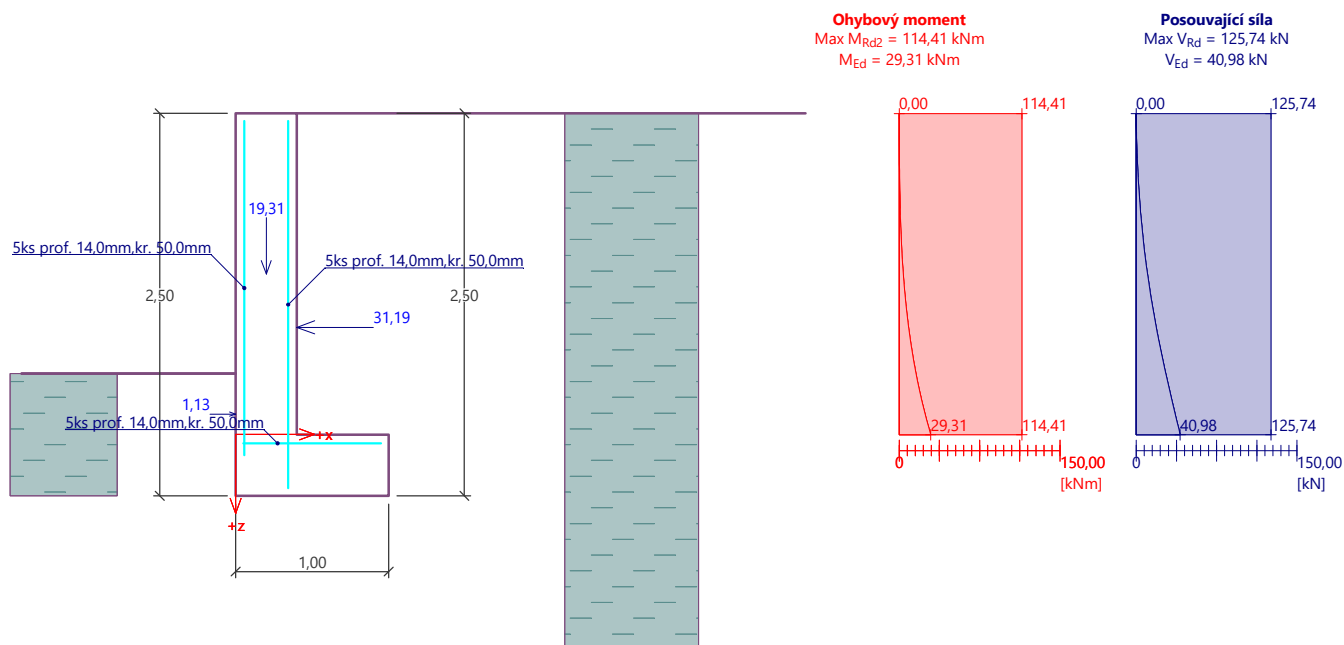 Ohybový moment
Max MRd2 = 114,41 kNm
MEd = 29,31 kNm
Posouvající síla
Max VRd = 125,74 kN
VEd = 40,98 kN
0,00
114,41
0,00
125,74
19,31
5ks prof. 14,0mm,kr. 50,0mm
5ks prof. 14,0mm,kr. 50,0mm
2,50
2,50
31,19
1,13
5ks prof. 14,0mm,kr. 50,0mm
+x
29,31
114,41
40,98
125,74
0
150,00
[kNm]
0
150,00
[kN]
+z
1,00